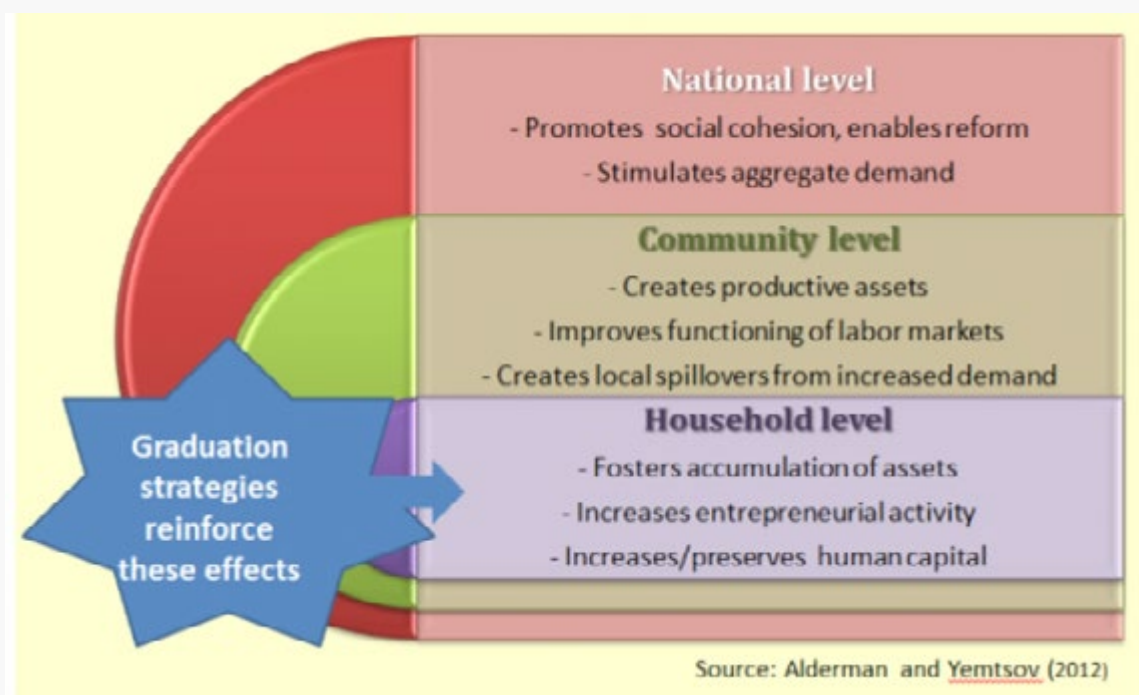 National level
- Promotes social cohesion, enables reform
- Stimulates aggregate demand
Community level
- Creates productive assets
- Improves functioning of labor markets
- Creates local spillovers from increased demand
Household level
- Fosters accumulation of assets
- Increases entrepreneurial activity
- Increases/preserves human capital
Graduation
strategies
reinforce
these effects
Source: Alderman and Yemtsov (2012)